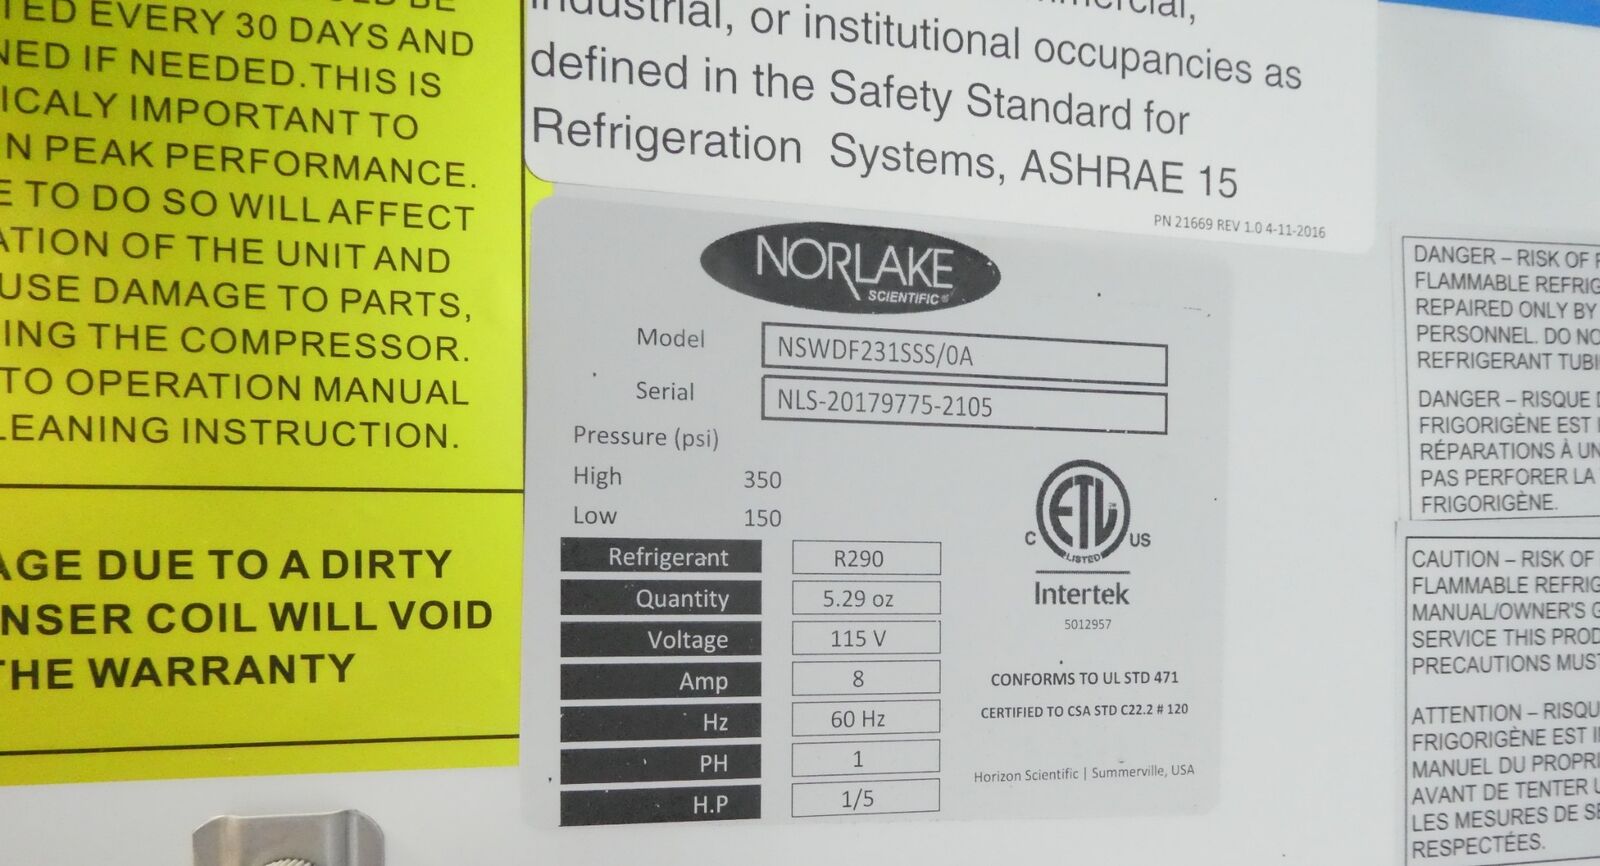 TED EVERY 30 DAYS AND
NED IF NEEDED. THIS IS
ICALY IMPORTANT TO
N PEAK PERFORMANCE.
E TO DO SO WILL AFFECT
ATION OF THE UNIT AND
USE DAMAGE TO PARTS,
ING THE COMPRESSOR.
TO OPERATION MANUAL
LEANING INSTRUCTION.
AGE DUE TO A DIRTY
NSER COIL WILL VOID
THE WARRANTY
industrial, or institutional occupancies as
defined in the Safety Standard for
Refrigeration Systems, ASHRAE 15
PN 21669 REV 1.0 4-11-2016
NORLAKE
SCIENTIFIC®
Model NSWDF231SSS/0A
Serial NLS-20179775-2105
Pressure (psi)
High 350
Low 150
Refrigerant R290
Quantity 5.29 oz
Voltage 115 V
Amp 8
Hz 60 Hz
PH 1
H.P 1/5
ETL
C LISTED US
Intertek
5012957
CONFORMS TO UL STD 471
CERTIFIED TO CSA STD C22.2 # 120
Horizon Scientific | Summerville, USA
DANGER – RISK OF F
FLAMMABLE REFRIG
REPAIRED ONLY BY
PERSONNEL. DO NO
REFRIGERANT TUBI
DANGER – RISQUE D
FRIGORIGÈNE EST I
RÉPARATIONS À UN
PAS PERFORER LA
FRIGORIGÈNE.
CAUTION – RISK OF
FLAMMABLE REFRIG
MANUAL/OWNER'S G
SERVICE THIS PROD
PRECAUTIONS MUST
ATTENTION – RISQU
FRIGORIGÈNE EST I
MANUEL DU PROPRI
AVANT DE TENTER U
LES MESURES DE SÉ
RESPECTÉES.